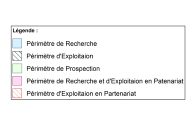 Légende :
Périmètre de Recherche
Périmètre d'Exploitaion
Périmètre de Prospection
Périmètre de Recherche et d'Exploitaion en Patenariat
Périmètre d'Exploitaion en Partenariat